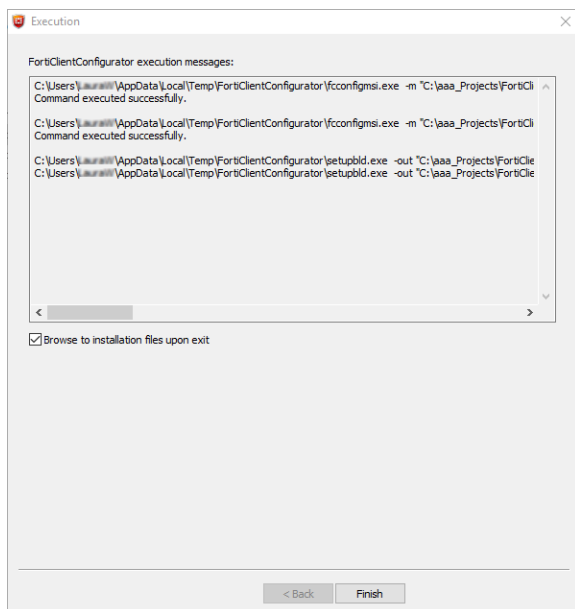 Execution
FortiClientConfigurator execution messages:
C:\Users\ \AppData\Local\Temp\FortiClientConfigurator\fcconfigmsi.exe -m "C:\aaa_Projects\FortiCli
Command executed successfully.
C:\Users\ \AppData\Local\Temp\FortiClientConfigurator\fcconfigmsi.exe -m "C:\aaa_Projects\FortiCli
Command executed successfully.
C:\Users\ \AppData\Local\Temp\FortiClientConfigurator\setupbld.exe -out "C:\aaa_Projects\FortiClie
C:\Users\ \AppData\Local\Temp\FortiClientConfigurator\setupbld.exe -out "C:\aaa_Projects\FortiClie
Browse to installation files upon exit
< Back Finish